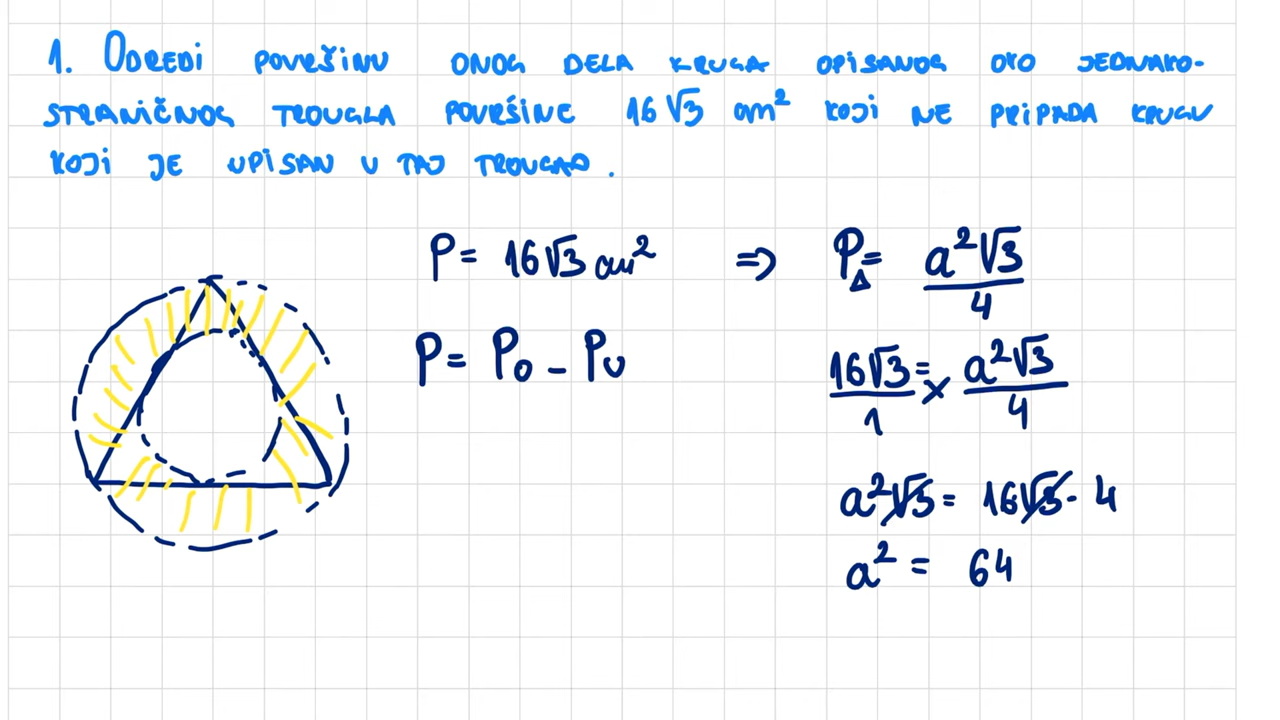 1. ODREDI POVRŠINU ONOG DELA KRUGA OPISANOG OKO JEDNAKO-
STRANIČNOG TROUGLA POVRŠINE 16√3 cm² KOJI NE PRIPADA KRUGU
KOJI JE UPISAN U TAJ TROUGAO.
P = 16√3 cm² ⇒ P△ = a²√3/4
P = Po - Pu
16√3/1 = a²√3/4
a²√3 = 16√3 · 4
a² = 64